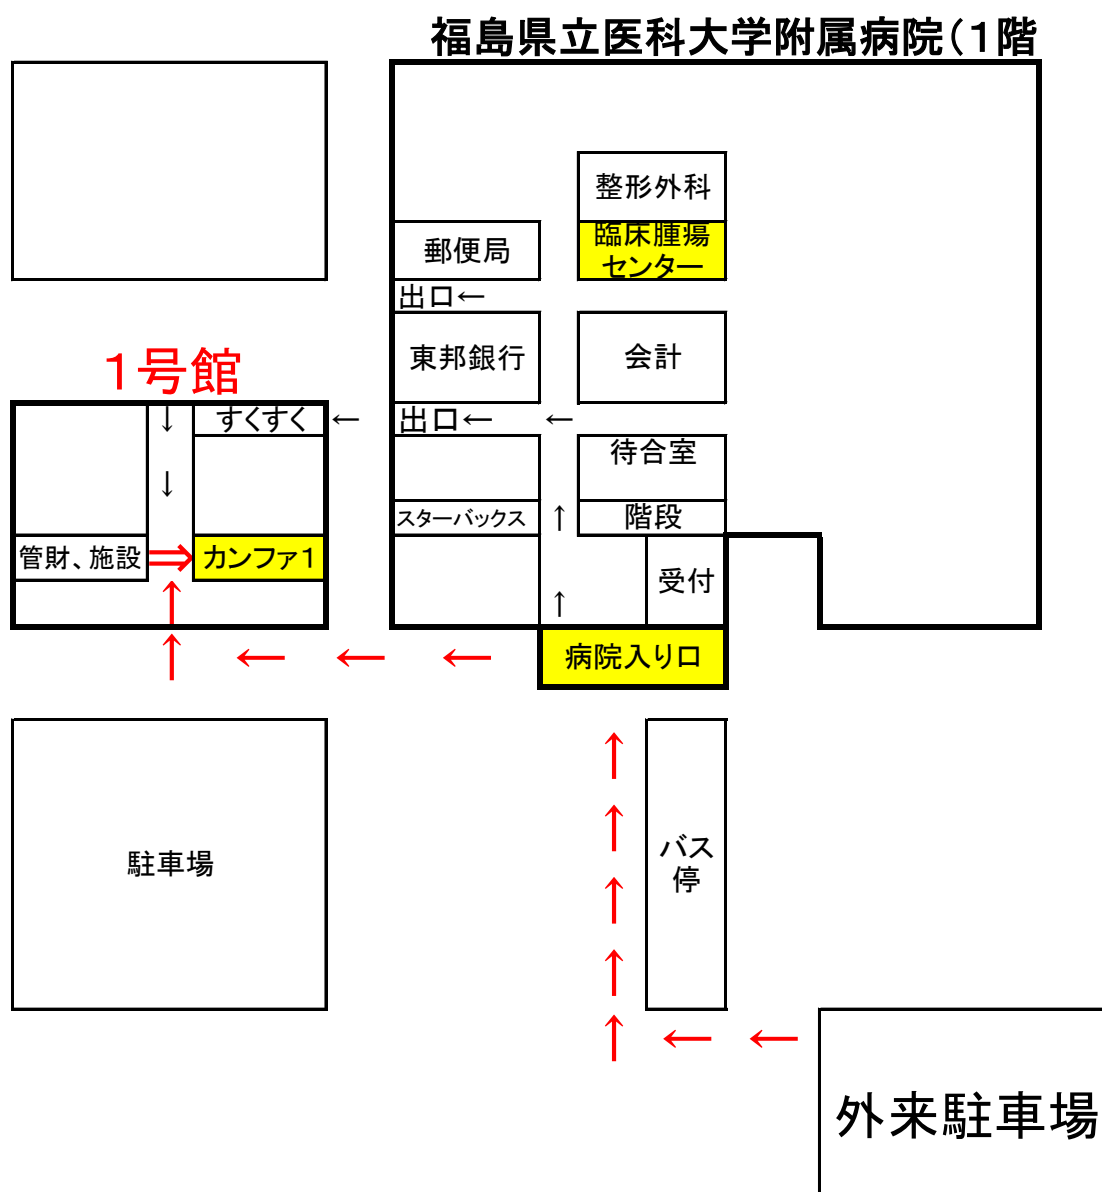 福島県立医科大学附属病院（１階
整形外科
臨床腫瘍
センター
郵便局
出口←
東邦銀行
会計
１号館
↓
すくすく
←
出口←
←
待合室
↓
スターバックス
↑
階段
管財、施設
⇒
カンファ１
受付
↑
↑
↑
←
←
←
病院入り口
↑
↑
バス
停
駐車場
↑
↑
↑
←
←
外来駐車場